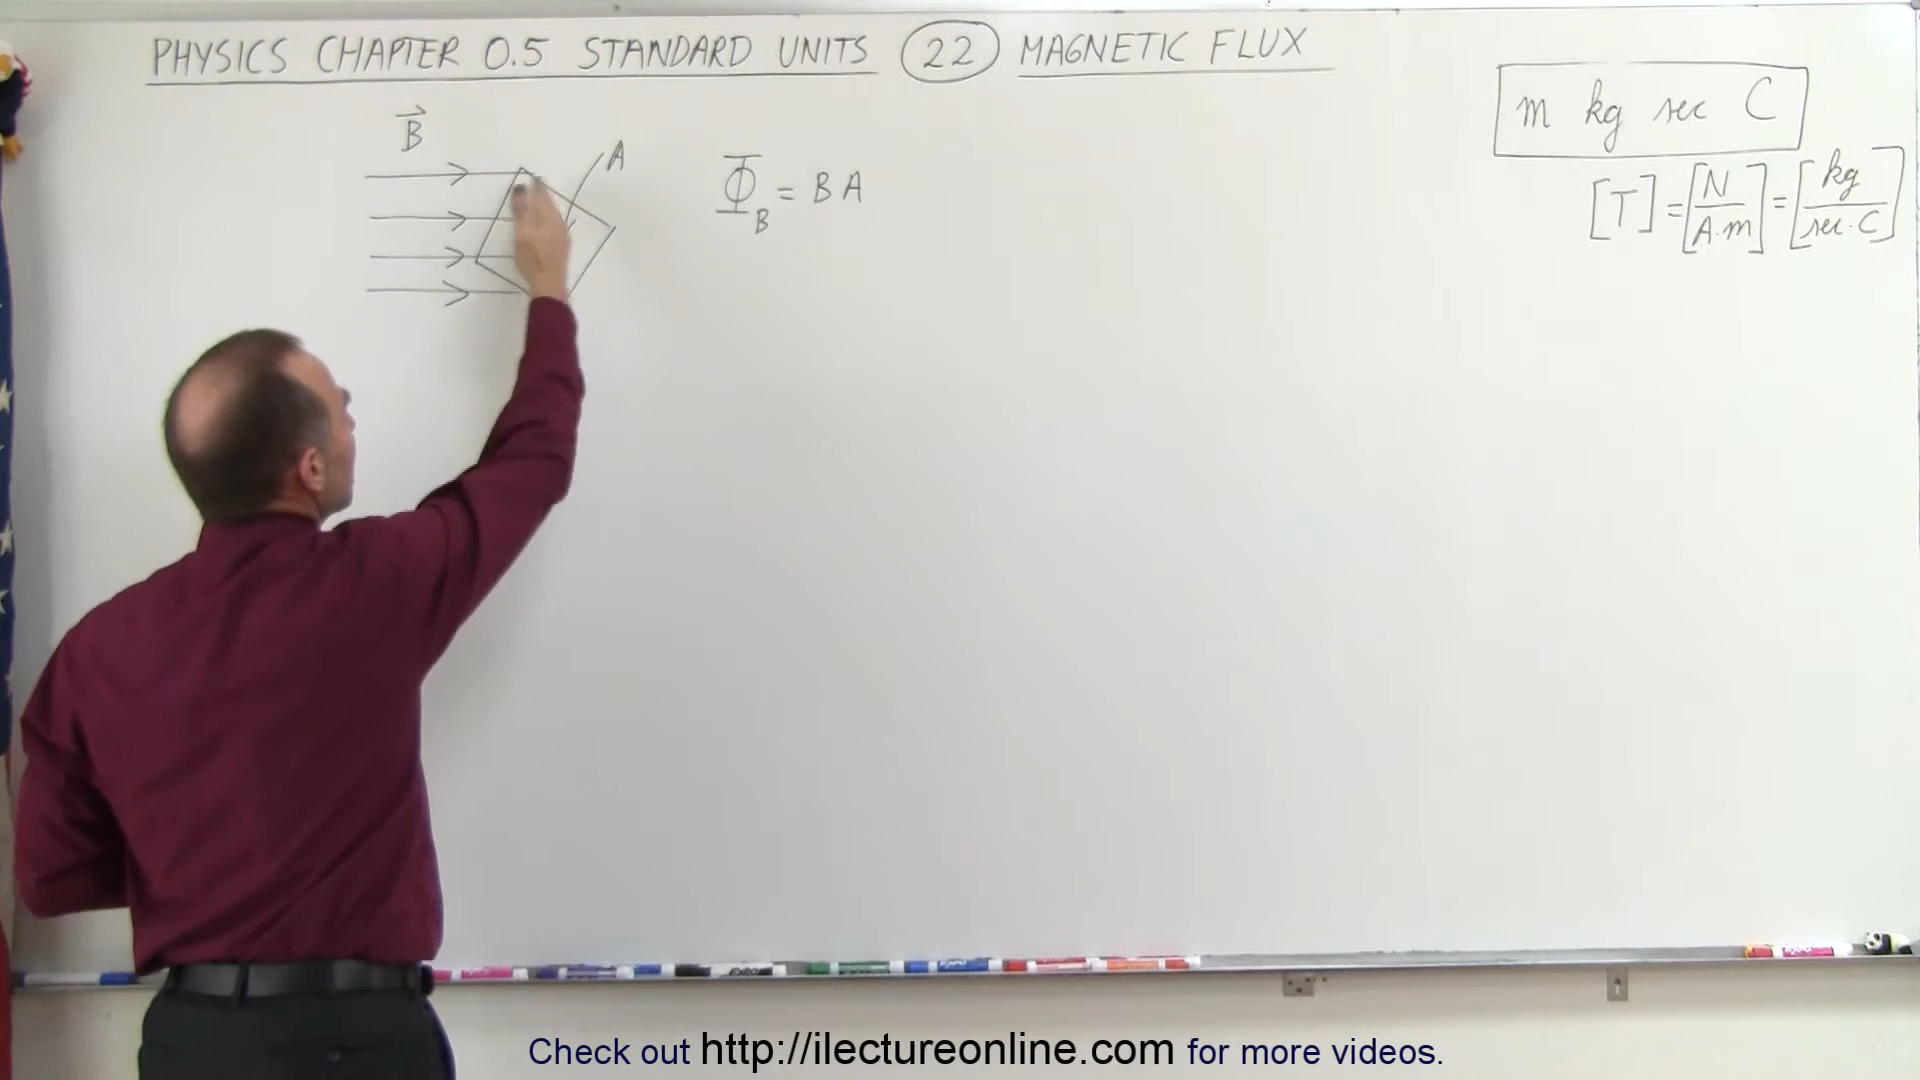 PHYSICS CHAPTER 0.5 STANDARD UNITS 22 MAGNETIC FLUX
m kg sec C
B
A
Φ_B = B A
[T] = [N / A·m] = [kg / sec·C]
EXPO
Check out http://ilectureonline.com for more videos.